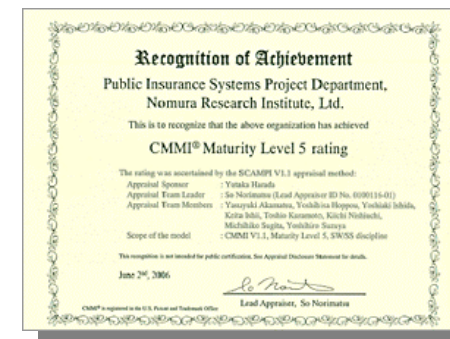 Recognition of Achievement
Public Insurance Systems Project Department,
Nomura Research Institute, Ltd.
This is to recognize that the above organization has achieved
CMMI® Maturity Level 5 rating
The rating was ascertained by the SCAMPI V1.1 appraisal method:
Appraisal Sponsor : Yutaka Harada
Appraisal Team Leader : So Norimatsu (Lead Appraiser ID No. 0100116-01)
Appraisal Team Members : Yasuyuki Akamatsu, Yoshihisa Hoppou, Yoshiaki Ishida,
Keita Ishii, Toshio Karamoto, Kiichi Nishiuchi,
Michihiko Sugita, Yoshihiro Suzuya
Scope of the model : CMMI V1.1, Maturity Level 5, SW/SS discipline
This recognition is not intended for public certification. See Appraisal Disclosure Statement for details.
June 2nd, 2006
Lead Appraiser, So Norimatsu
CMMI® is registered in the U.S. Patent and Trademark Office